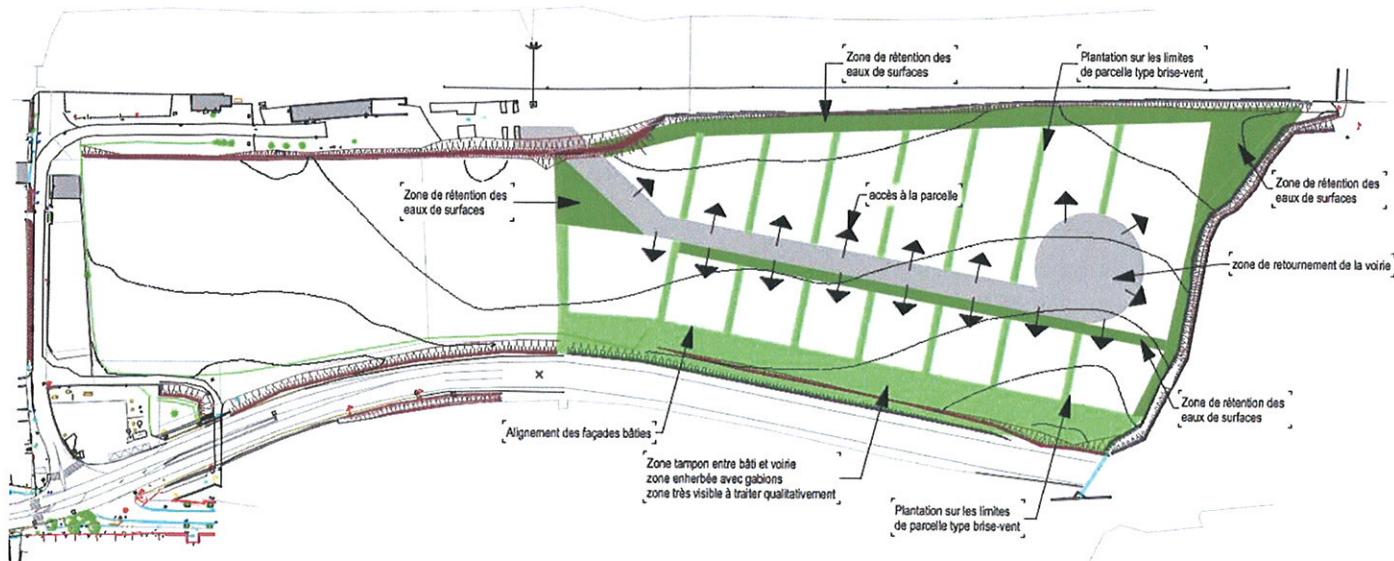 Zone de rétention des
eaux de surfaces
Plantation sur les limites
de parcelle type brise-vent
Zone de rétention des
eaux de surfaces
accès à la parcelle
Zone de rétention des
eaux de surfaces
zone de retournement de la voirie
Zone de rétention des
eaux de surfaces
Alignement des façades bâties
Zone tampon entre bâti et voirie
zone enherbée avec gabions
zone très visible à traiter qualitativement
Plantation sur les limites
de parcelle type brise-vent